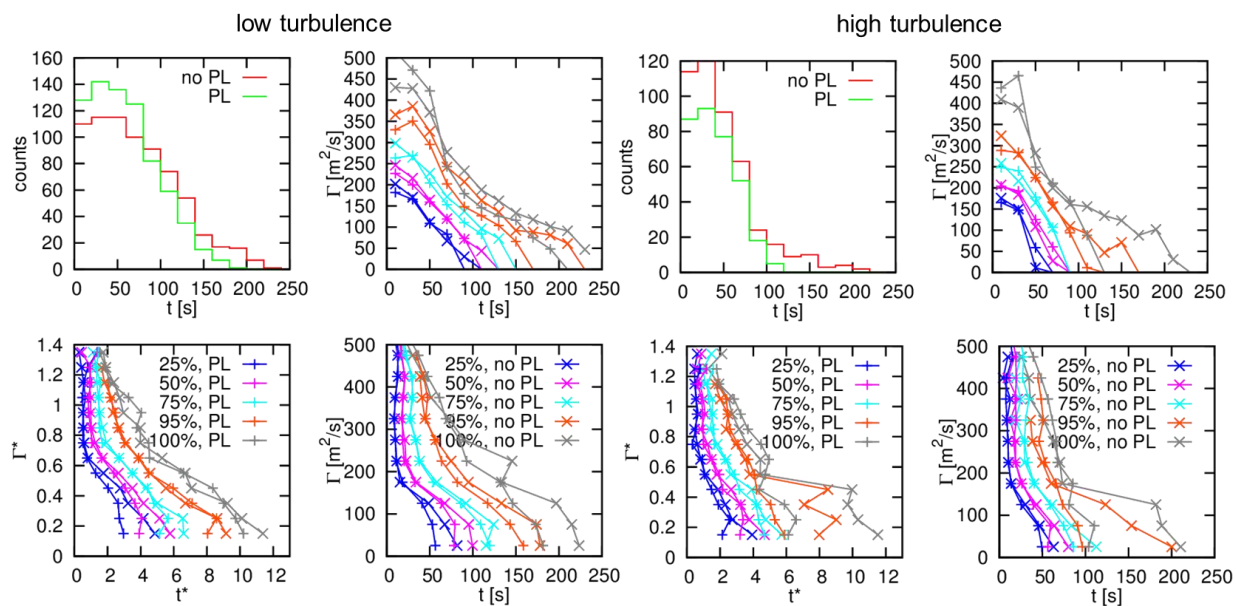 low turbulence
high turbulence
160
140
120
100
80
60
40
20
0
counts
no PL
PL
0 50 100 150 200 250
t [s]
500
450
400
350
300
250
200
150
100
50
0
Γ [m²/s]
0 50 100 150 200 250
t [s]
120
100
80
60
40
20
0
counts
no PL
PL
0 50 100 150 200 250
t [s]
500
450
400
350
300
250
200
150
100
50
0
Γ [m²/s]
0 50 100 150 200 250
t [s]
1.4
1.2
1
0.8
0.6
0.4
0.2
0
Γ*
25%, PL
50%, PL
75%, PL
95%, PL
100%, PL
0 2 4 6 8 10 12
t*
500
400
300
200
100
0
Γ [m²/s]
25%, no PL
50%, no PL
75%, no PL
95%, no PL
100%, no PL
0 50 100 150 200 250
t [s]
1.4
1.2
1
0.8
0.6
0.4
0.2
0
Γ*
25%, PL
50%, PL
75%, PL
95%, PL
100%, PL
0 2 4 6 8 10 12
t*
500
400
300
200
100
0
Γ [m²/s]
25%, no PL
50%, no PL
75%, no PL
95%, no PL
100%, no PL
0 50 100 150 200 250
t [s]